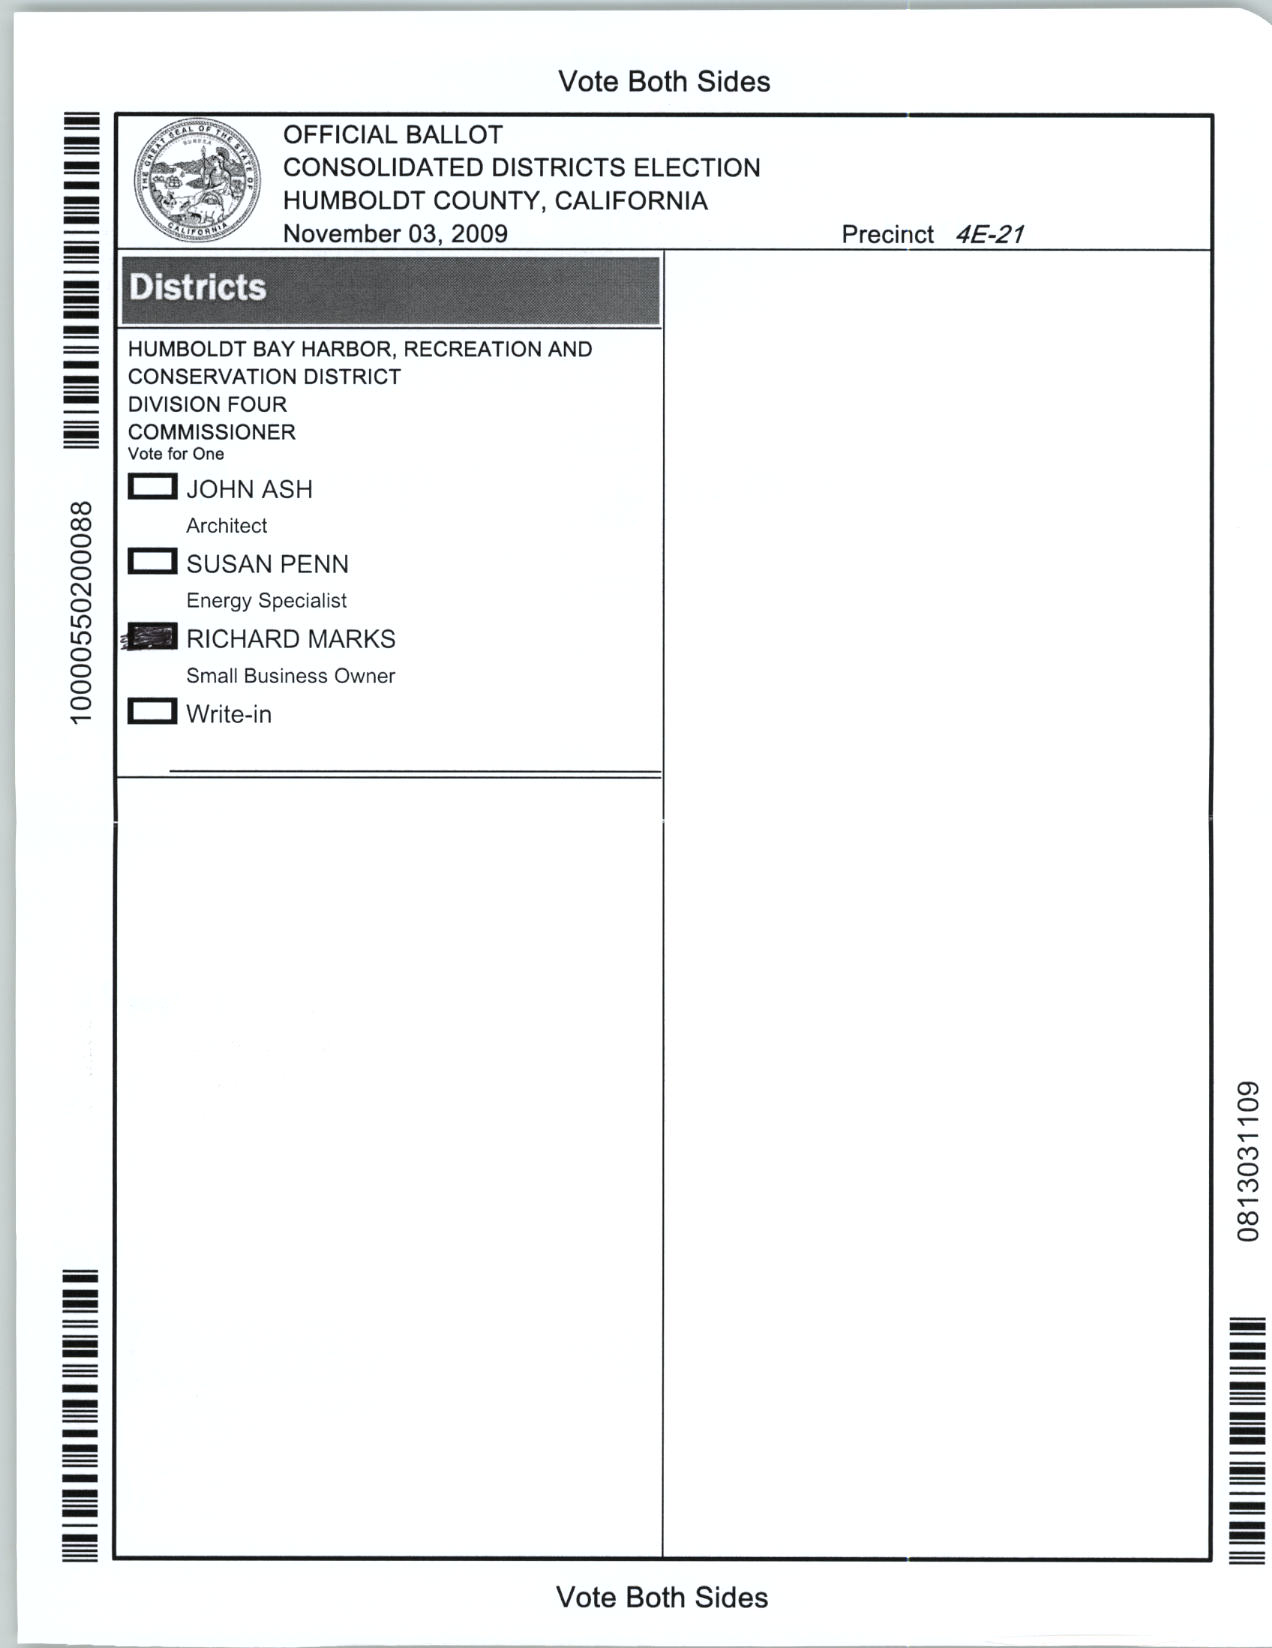 Vote Both Sides
THE GREAT SEAL OF THE STATE OF CALIFORNIA
EUREKA
OFFICIAL BALLOT
CONSOLIDATED DISTRICTS ELECTION
HUMBOLDT COUNTY, CALIFORNIA
November 03, 2009
Precinct 4E-21
Districts
HUMBOLDT BAY HARBOR, RECREATION AND
CONSERVATION DISTRICT
DIVISION FOUR
COMMISSIONER
Vote for One
JOHN ASH
Architect
SUSAN PENN
Energy Specialist
RICHARD MARKS
Small Business Owner
Write-in
10000550200088
0813031109
Vote Both Sides